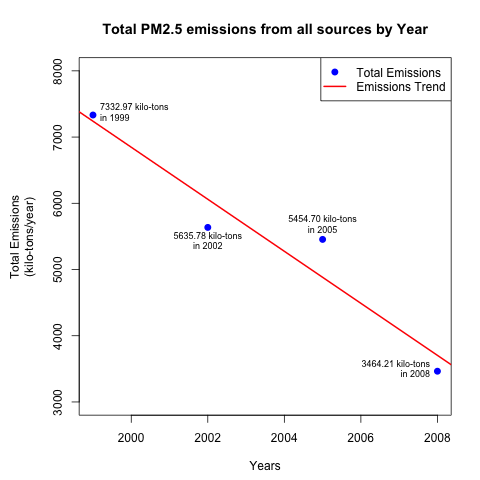 Total PM2.5 emissions from all sources by Year
Total Emissions
Emissions Trend
8000
7000
6000
5000
4000
3000
Total Emissions
(kilo-tons/year)
7332.97 kilo-tons
in 1999
5635.78 kilo-tons
in 2002
5454.70 kilo-tons
in 2005
3464.21 kilo-tons
in 2008
2000 2002 2004 2006 2008
Years